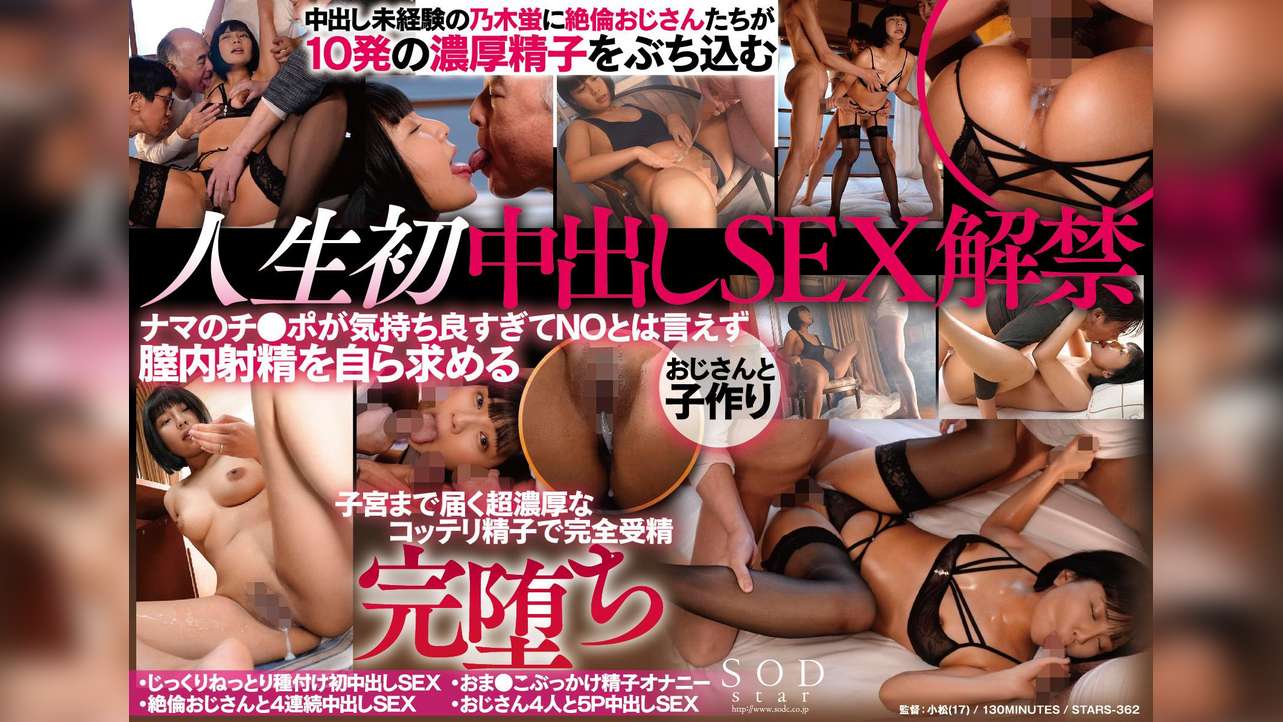 中出し未経験の乃木蛍に絶倫おじさんたちが
10発の濃厚精子をぶち込む
人生初中出しSEX解禁
ナマのチ●ポが気持ち良すぎてNOとは言えず
膣内射精を自ら求める
おじさんと
子作り
子宮まで届く超濃厚な
コッテリ精子で完全受精
完堕ち
・じっくりねっとり種付け初中出しSEX
・絶倫おじさんと4連続中出しSEX
・おま●こぶっかけ精子オナニー
・おじさん4人と5P中出しSEX
SOD
star
http://www.sodc.co.jp
監督:小松(17) / 130MINUTES / STARS-362